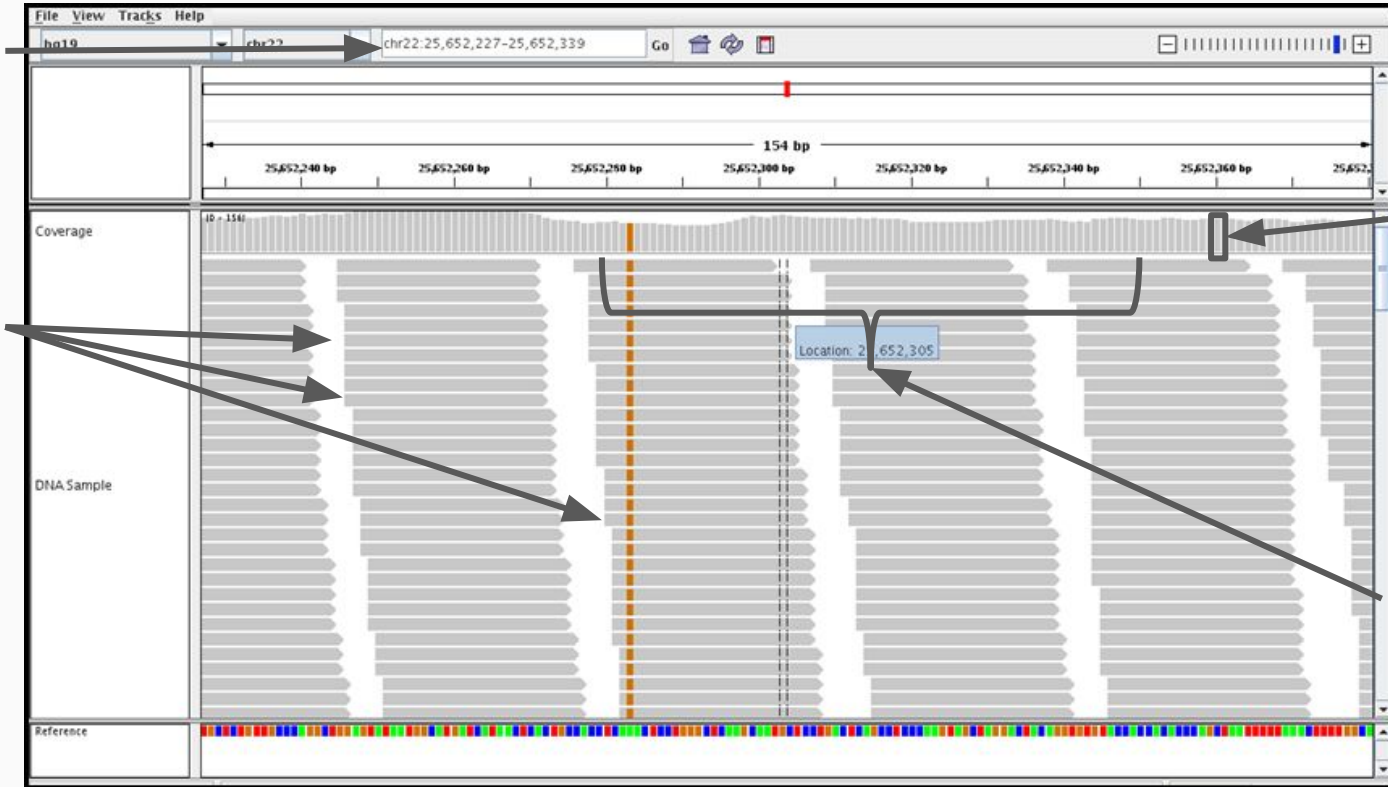 File View Tracks Help
hg19 chr22 chr22:25,652,227-25,652,339 Go
154 bp
25,652,240 bp 25,652,260 bp 25,652,280 bp 25,652,300 bp 25,652,320 bp 25,652,340 bp 25,652,360 bp
[0 - 156]
Coverage
Location: 2 ,652,305
DNA Sample
Reference